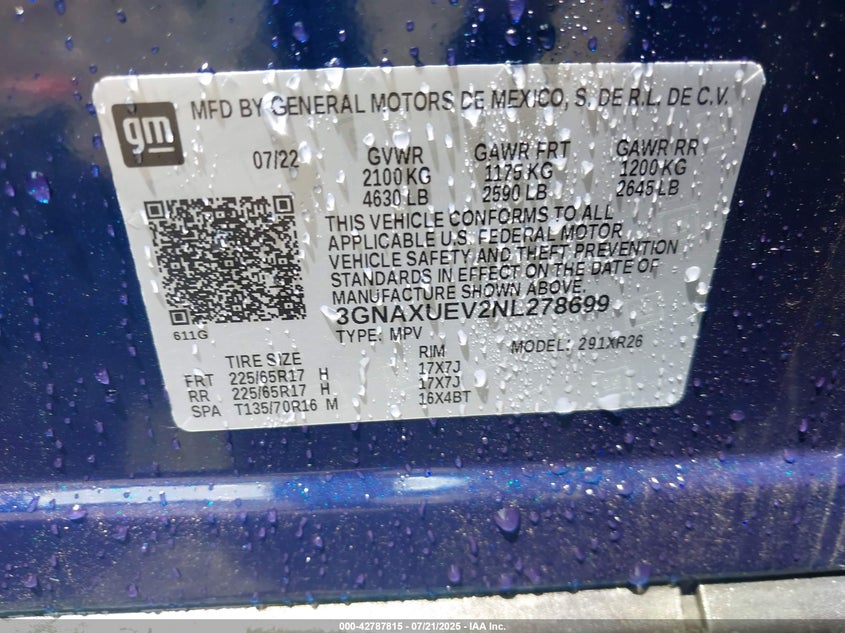 gm
MFD BY GENERAL MOTORS DE MEXICO, S. DE R.L. DE C.V.
07/22 GVWR GAWR FRT GAWR RR
2100 KG 1175 KG 1200 KG
4630 LB 2590 LB 2645 LB
THIS VEHICLE CONFORMS TO ALL
APPLICABLE U.S. FEDERAL MOTOR
VEHICLE SAFETY AND THEFT PREVENTION
STANDARDS IN EFFECT ON THE DATE OF
MANUFACTURE SHOWN ABOVE.
3GNAXUEV2NL278699
611G TYPE: MPV MODEL: 291XR26
TIRE SIZE RIM
FRT 225/65R17 H 17X7J
RR 225/65R17 H 17X7J
SPA T135/70R16 M 16X4BT
000-42787815 - 07/21/2025 - IAA Inc.